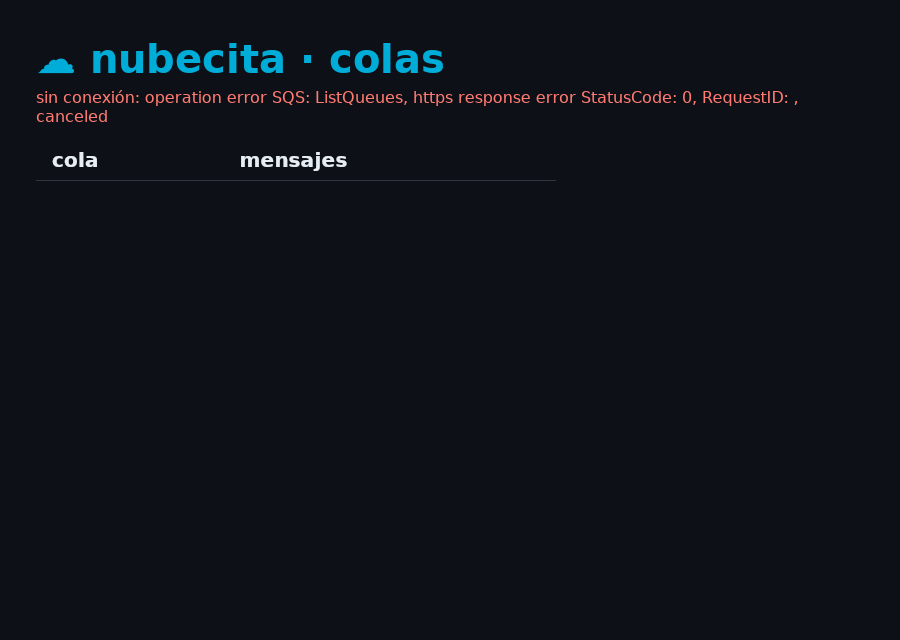 ☁ nubecita · colas
sin conexión: operation error SQS: ListQueues, https response error StatusCode: 0, RequestID: ,
canceled
cola mensajes